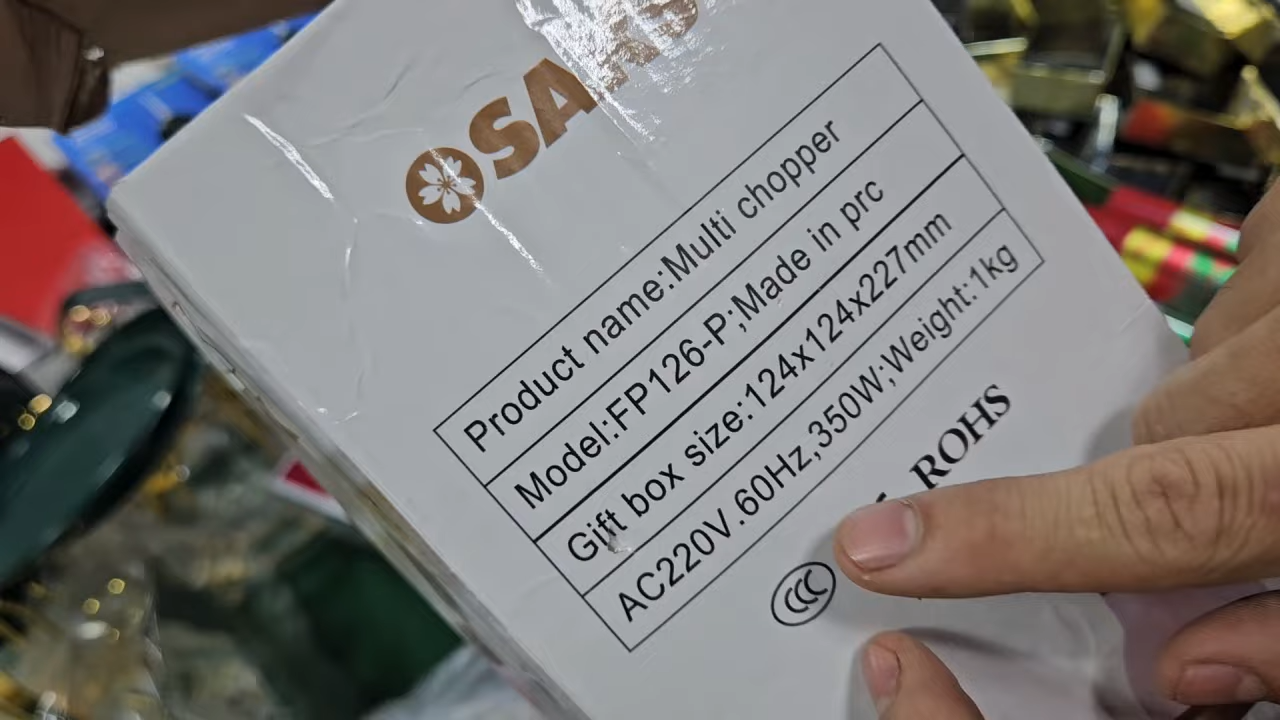 Product name:Multi chopper
Model:FP126-P;Made in prc
Gift box size:124x124x227mm
AC220V.60Hz,350W;Weight:1kg
CCC
ROHS